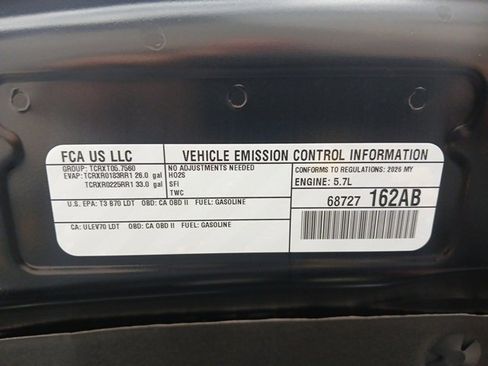 FCA US LLC
VEHICLE EMISSION CONTROL INFORMATION
GROUP: TCRXT05.7560
EVAP: TCRXR0183RR1 26.0 gal
TCRXR0225RR1 33.0 gal
NO ADJUSTMENTS NEEDED
HO2S
SFI
TWC
CONFORMS TO REGULATIONS: 2026 MY
ENGINE: 5.7L
U.S. EPA: T3 B70 LDT OBD: CA OBD II FUEL: GASOLINE
68727 162AB
CA: ULEV70 LDT OBD: CA OBD II FUEL: GASOLINE